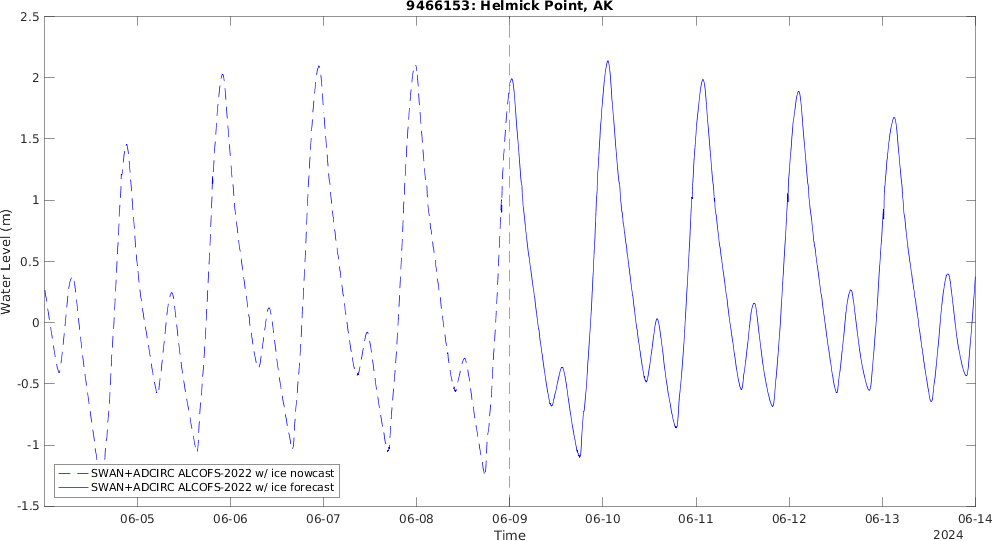 9466153: Helmick Point, AK
2.5
2
1.5
1
0.5
0
-0.5
-1
-1.5
Water Level (m)
SWAN+ADCIRC ALCOFS-2022 w/ ice nowcast
SWAN+ADCIRC ALCOFS-2022 w/ ice forecast
06-05 06-06 06-07 06-08 06-09 06-10 06-11 06-12 06-13 06-14
Time
2024